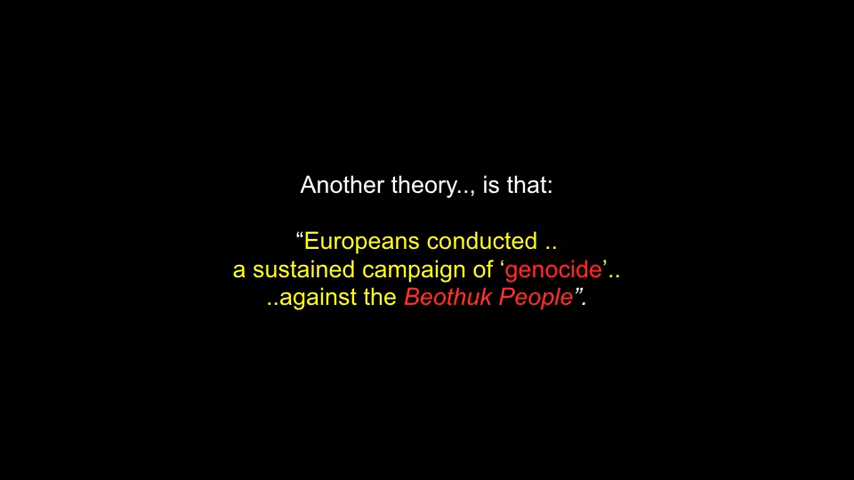 Another theory.., is that:
“Europeans conducted ..
a sustained campaign of ‘genocide’..
..against the Beothuk People”.